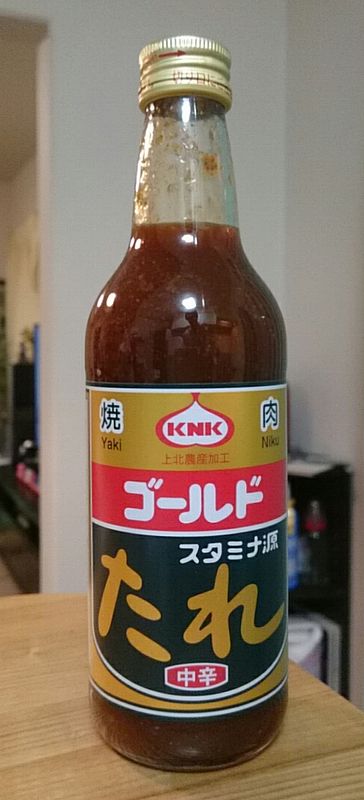 焼 肉
Yaki Niku
KNK
上北農産加工
ゴールド
スタミナ源
たれ
中辛